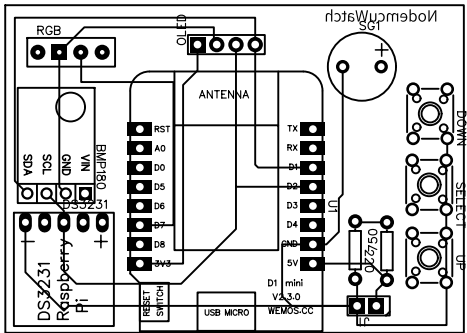 NodemcuWatch
SG1
OLED
RGB
ANTENNA
RST
A0
D0
D5
D6
D7
D8
3V3
TX
RX
D1
D2
D3
D4
GND
5V
U1
DOWN
SELECT
UP
SDA
SCL
GND
VIN
BMP180
DS3231
DS3231
Raspberry
Pi
D1 mini
V2.3.0
WEMOS.CC
RESET
SWITCH
USB MICRO
220
750